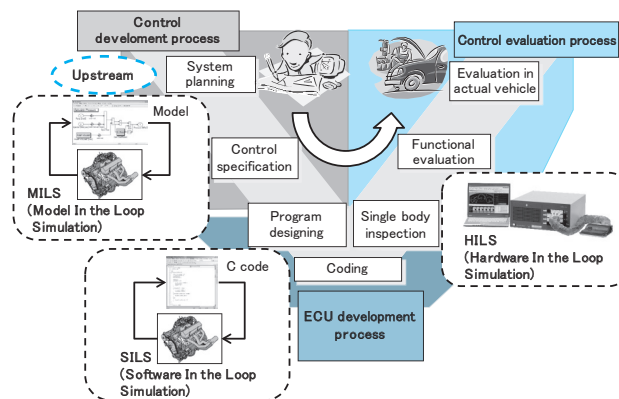 Control
develoment process
Control evaluation process
Upstream
System
planning
Evaluation in
actual vehicle
Model
Control
specification
Functional
evaluation
MILS
(Model In the Loop
Simulation)
Program
designing
Single body
inspection
HILS
(Hardware In the Loop
Simulation)
C code
Coding
ECU development
process
SILS
(Software In the Loop
Simulation)